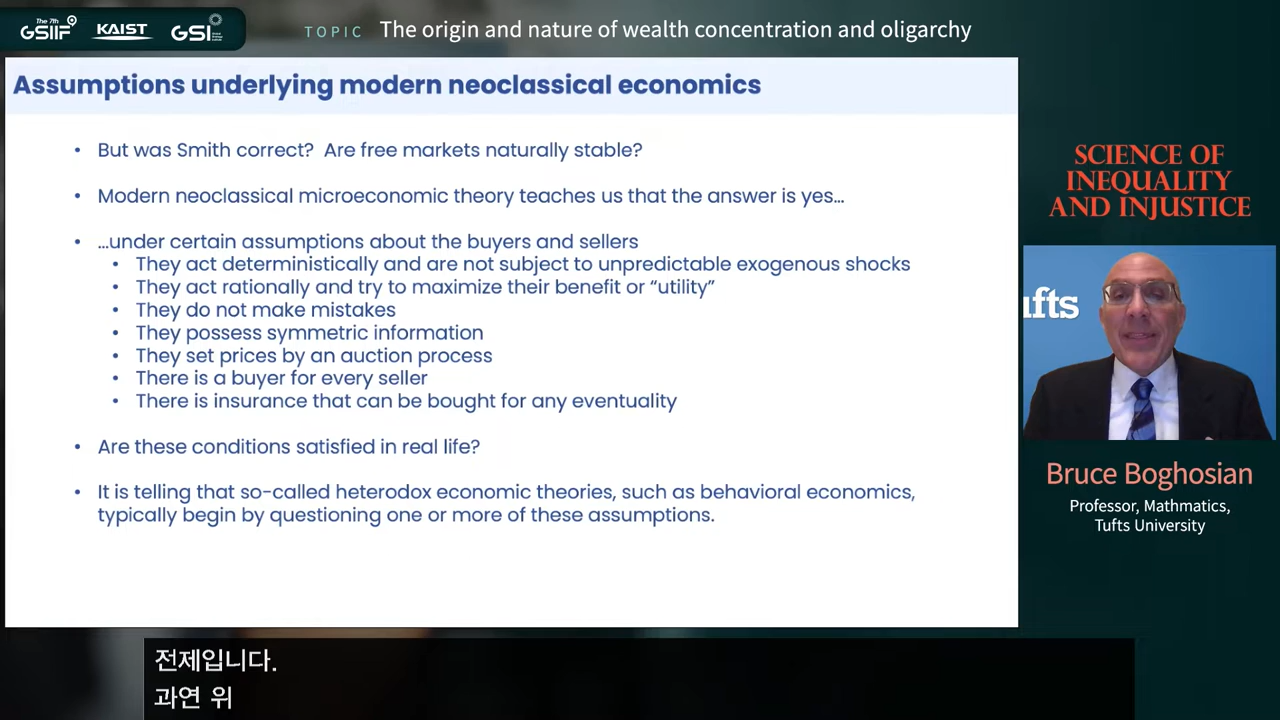 The 7th
GSIIF
KAIST
GSI
TOPIC The origin and nature of wealth concentration and oligarchy
Assumptions underlying modern neoclassical economics
• But was Smith correct? Are free markets naturally stable?
• Modern neoclassical microeconomic theory teaches us that the answer is yes…
• …under certain assumptions about the buyers and sellers
• They act deterministically and are not subject to unpredictable exogenous shocks
• They act rationally and try to maximize their benefit or “utility”
• They do not make mistakes
• They possess symmetric information
• They set prices by an auction process
• There is a buyer for every seller
• There is insurance that can be bought for any eventuality
• Are these conditions satisfied in real life?
• It is telling that so-called heterodox economic theories, such as behavioral economics,
typically begin by questioning one or more of these assumptions.
SCIENCE OF
INEQUALITY
AND INJUSTICE
ufts
Bruce Boghosian
Professor, Mathmatics,
Tufts University
전제입니다.
과연 위